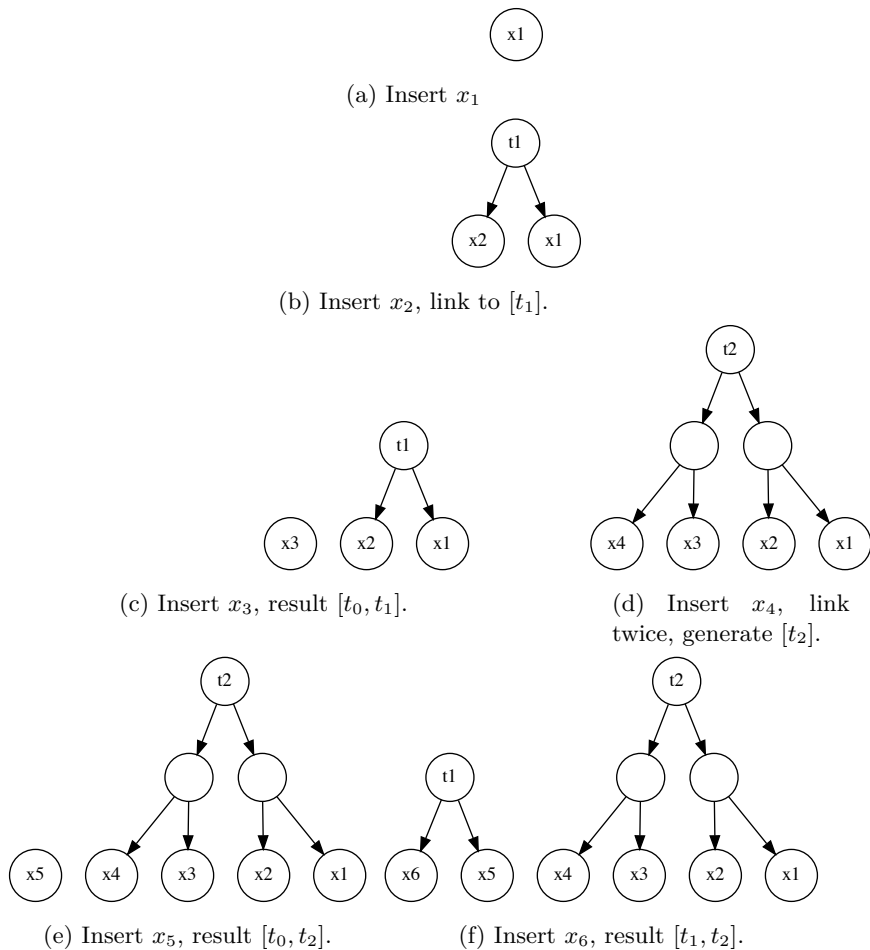 x1
(a) Insert x₁
t1
x2 x1
(b) Insert x₂, link to [t₁].
t1
x3 x2 x1
(c) Insert x₃, result [t₀, t₁].
t2
x4 x3 x2 x1
(d) Insert x₄, link
twice, generate [t₂].
t2
x5 x4 x3 x2 x1
(e) Insert x₅, result [t₀, t₂].
t2
t1
x6 x5 x4 x3 x2 x1
(f) Insert x₆, result [t₁, t₂].